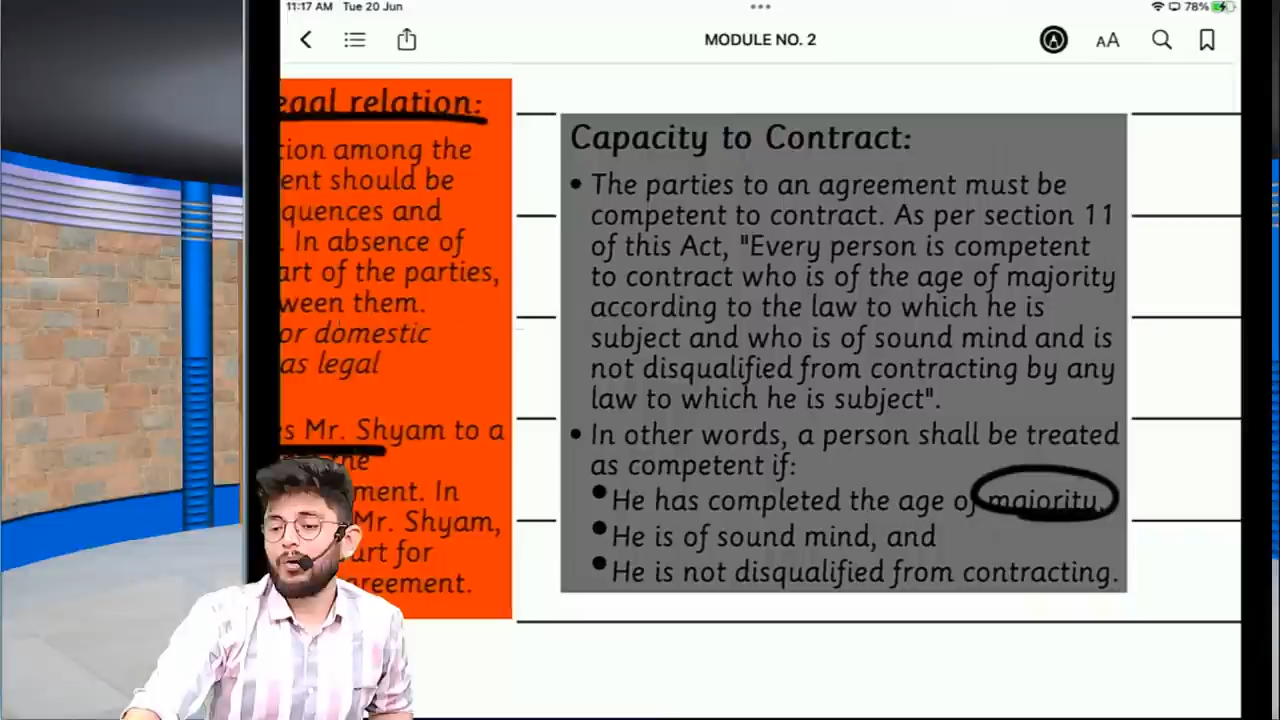 11:17 AM Tue 20 Jun
78%
MODULE NO. 2
AA
egal relation:
tion among the
ent should be
quences and
. In absence of
art of the parties,
ween them.
or domestic
as legal
s Mr. Shyam to a
the
ment. In
Mr. Shyam,
urt for
greement.
Capacity to Contract:
• The parties to an agreement must be
competent to contract. As per section 11
of this Act, "Every person is competent
to contract who is of the age of majority
according to the law to which he is
subject and who is of sound mind and is
not disqualified from contracting by any
law to which he is subject".
• In other words, a person shall be treated
as competent if:
• He has completed the age of majority,
• He is of sound mind, and
• He is not disqualified from contracting.